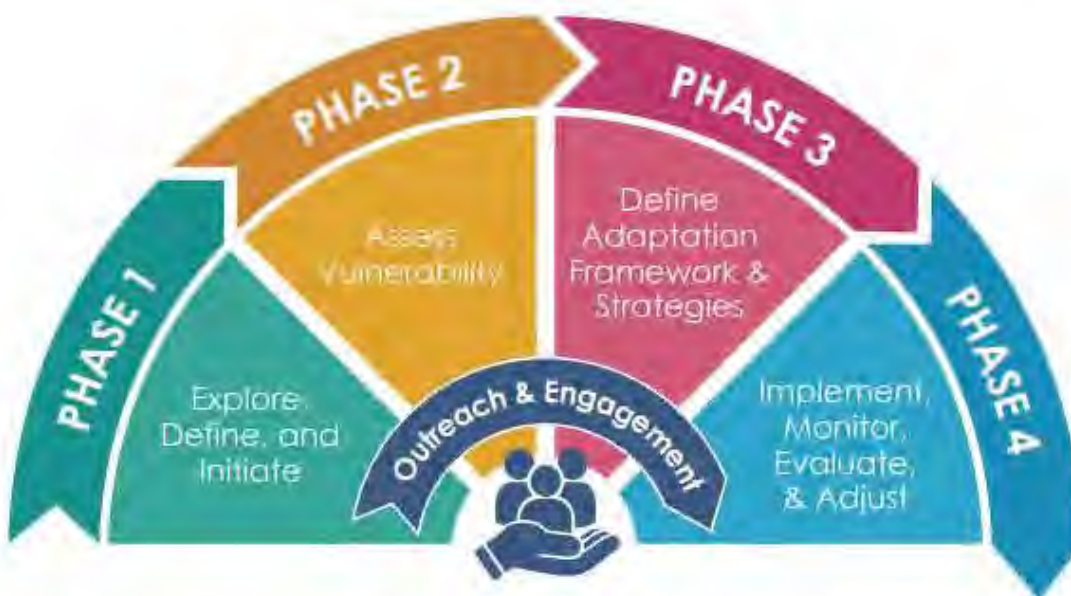 PHASE 1
Explore,
Define, and
Initiate
PHASE 2
Assess
Vulnerability
PHASE 3
Define
Adaptation
Framework &
Strategies
PHASE 4
Implement,
Monitor,
Evaluate,
& Adjust
Outreach & Engagement